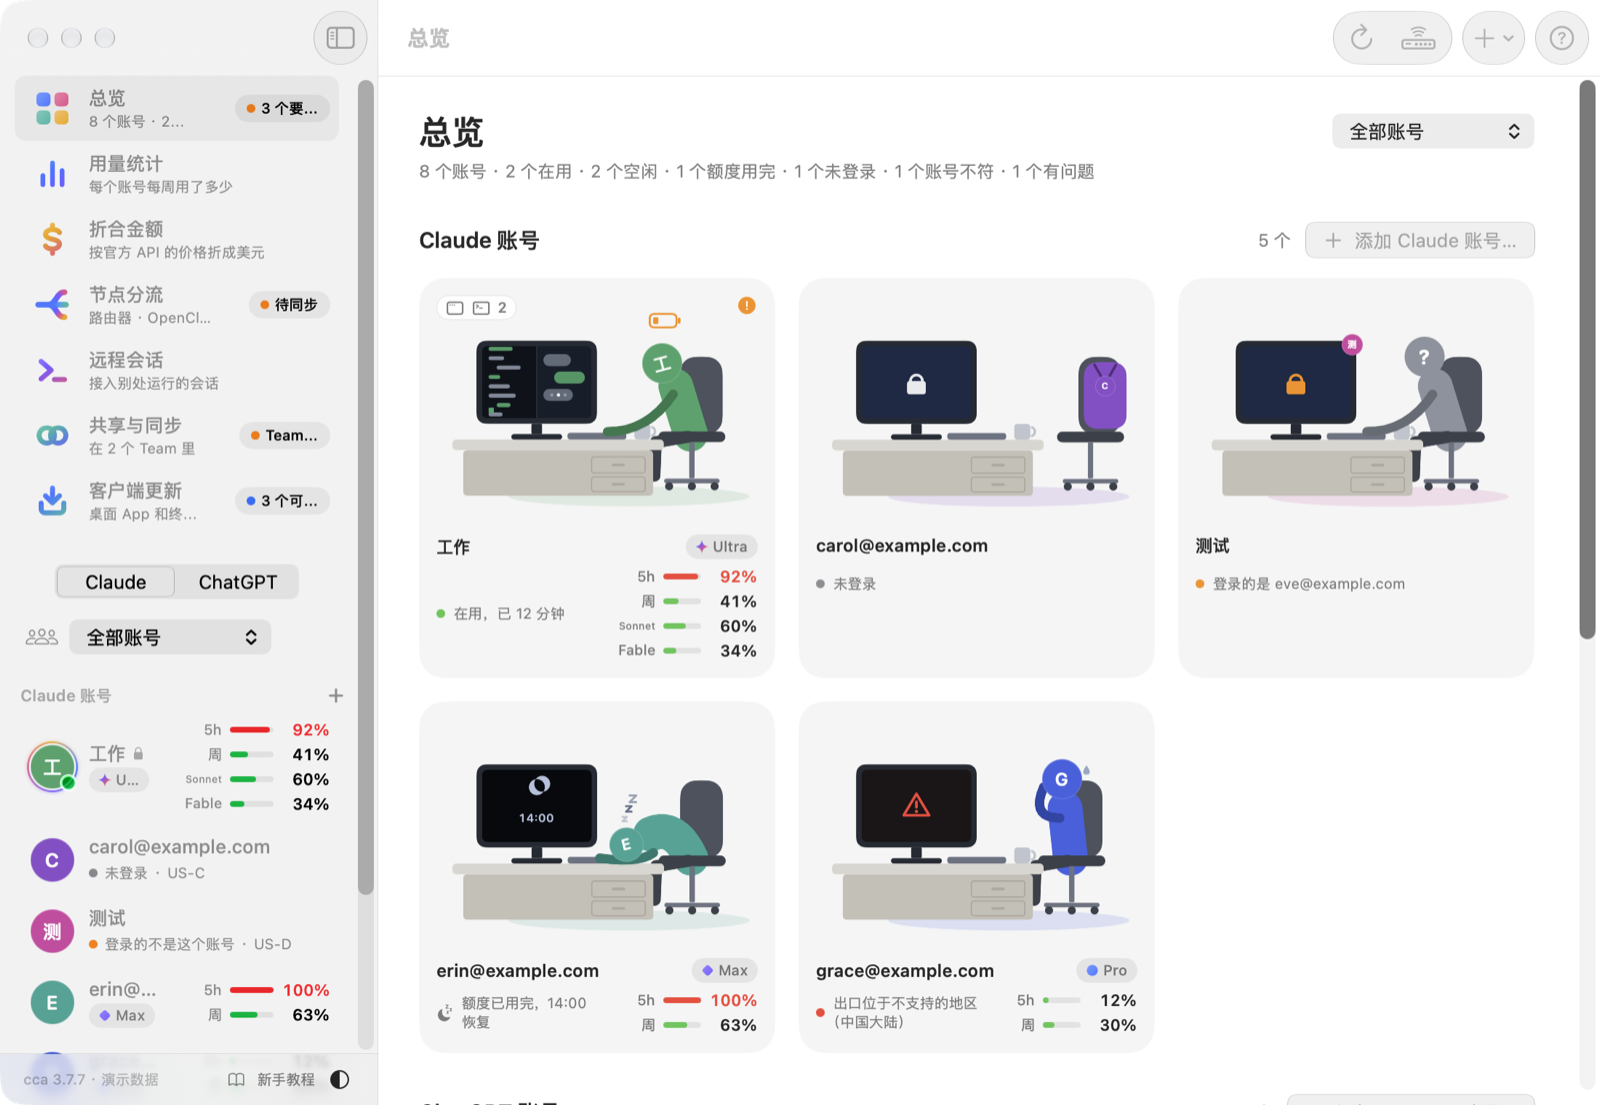 总览
总览
8 个账号 · 2...
3 个要...
用量统计
每个账号每周用了多少
折合金额
按官方 API 的价格折成美元
节点分流
路由器 · OpenCl...
待同步
远程会话
接入别处运行的会话
共享与同步
在 2 个 Team 里
Team...
客户端更新
桌面 App 和终...
3 个可...
Claude
ChatGPT
全部账号
Claude 账号
工
工作
U...
5h 92%
周 41%
Sonnet 60%
Fable 34%
C
carol@example.com
未登录 · US-C
测
测试
登录的不是这个账号 · US-D
E
erin@...
Max
5h 100%
周 63%
cca 3.7.7 · 演示数据
新手教程
总览
全部账号
8 个账号 · 2 个在用 · 2 个空闲 · 1 个额度用完 · 1 个未登录 · 1 个账号不符 · 1 个有问题
Claude 账号
5 个
添加 Claude 账号...
2
工
工作
Ultra
在用，已 12 分钟
5h 92%
周 41%
Sonnet 60%
Fable 34%
C
carol@example.com
未登录
测
?
测试
登录的是 eve@example.com
14:00
z z z
E
erin@example.com
Max
额度已用完，14:00
恢复
5h 100%
周 63%
G
grace@example.com
Pro
出口位于不支持的地区
（中国大陆）
5h 12%
周 30%